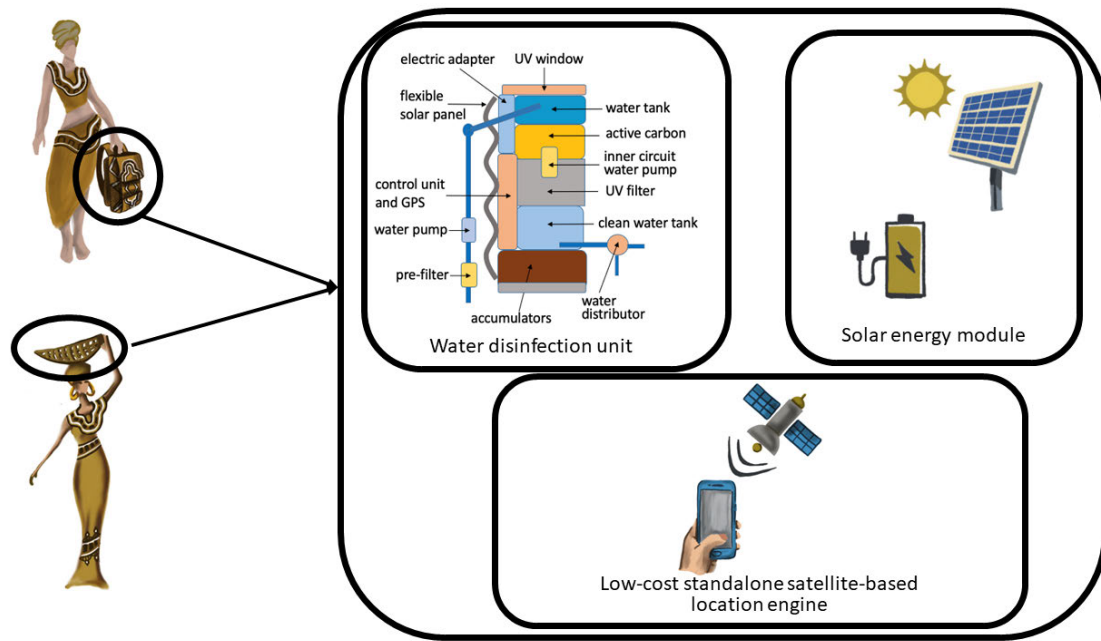 electric adapter
UV window
flexible
solar panel
water tank
active carbon
inner circuit
water pump
control unit
and GPS
UV filter
water pump
clean water tank
pre-filter
accumulators
water
distributor
Water disinfection unit
Solar energy module
Low-cost standalone satellite-based
location engine